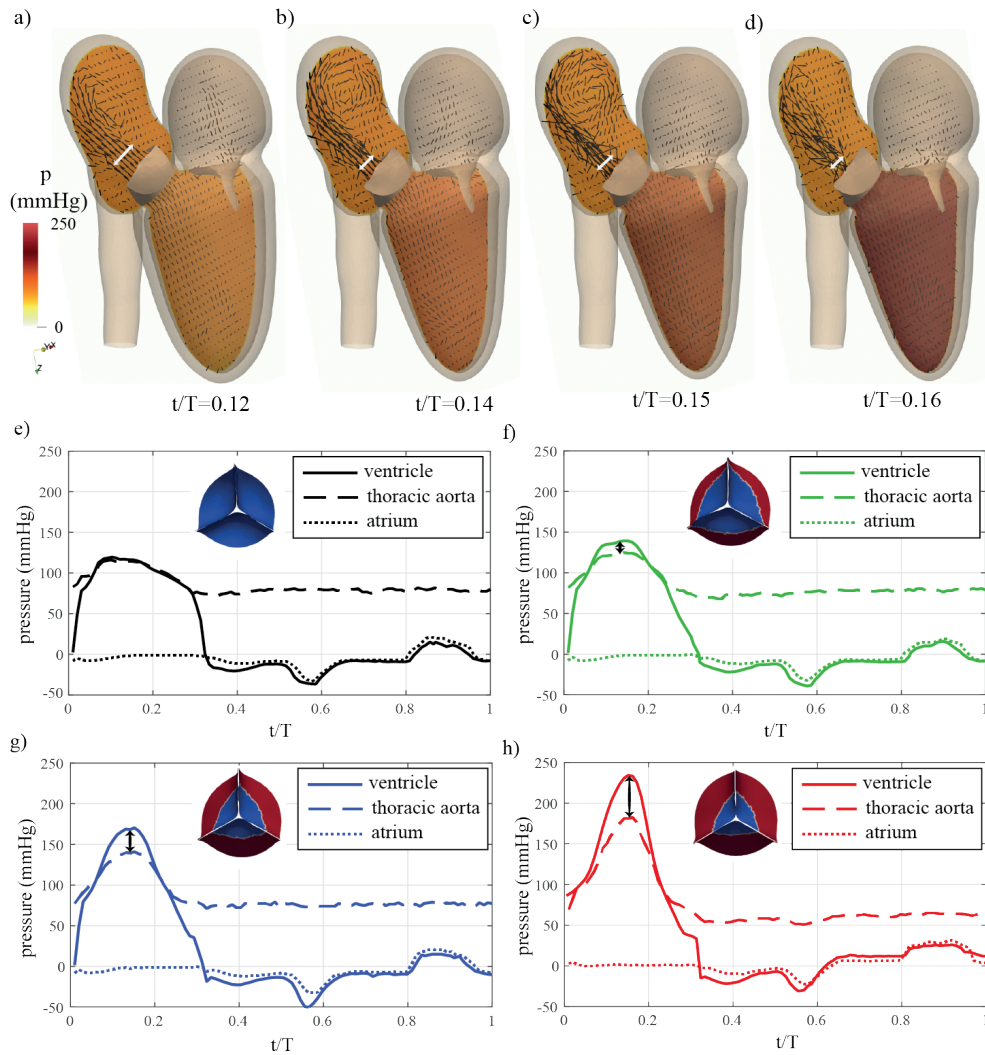 a)
b)
c)
d)
p
(mmHg)
250
0
Z
t/T=0.12
t/T=0.14
t/T=0.15
t/T=0.16
e)
250
200
150
100
50
0
-50
pressure (mmHg)
0
0.2
0.4
0.6
0.8
1
t/T
ventricle
thoracic aorta
atrium
f)
250
200
150
100
50
0
-50
pressure (mmHg)
0
0.2
0.4
0.6
0.8
1
t/T
ventricle
thoracic aorta
atrium
g)
250
200
150
100
50
0
-50
pressure (mmHg)
0
0.2
0.4
0.6
0.8
1
t/T
ventricle
thoracic aorta
atrium
h)
250
200
150
100
50
0
-50
pressure (mmHg)
0
0.2
0.4
0.6
0.8
1
t/T
ventricle
thoracic aorta
atrium